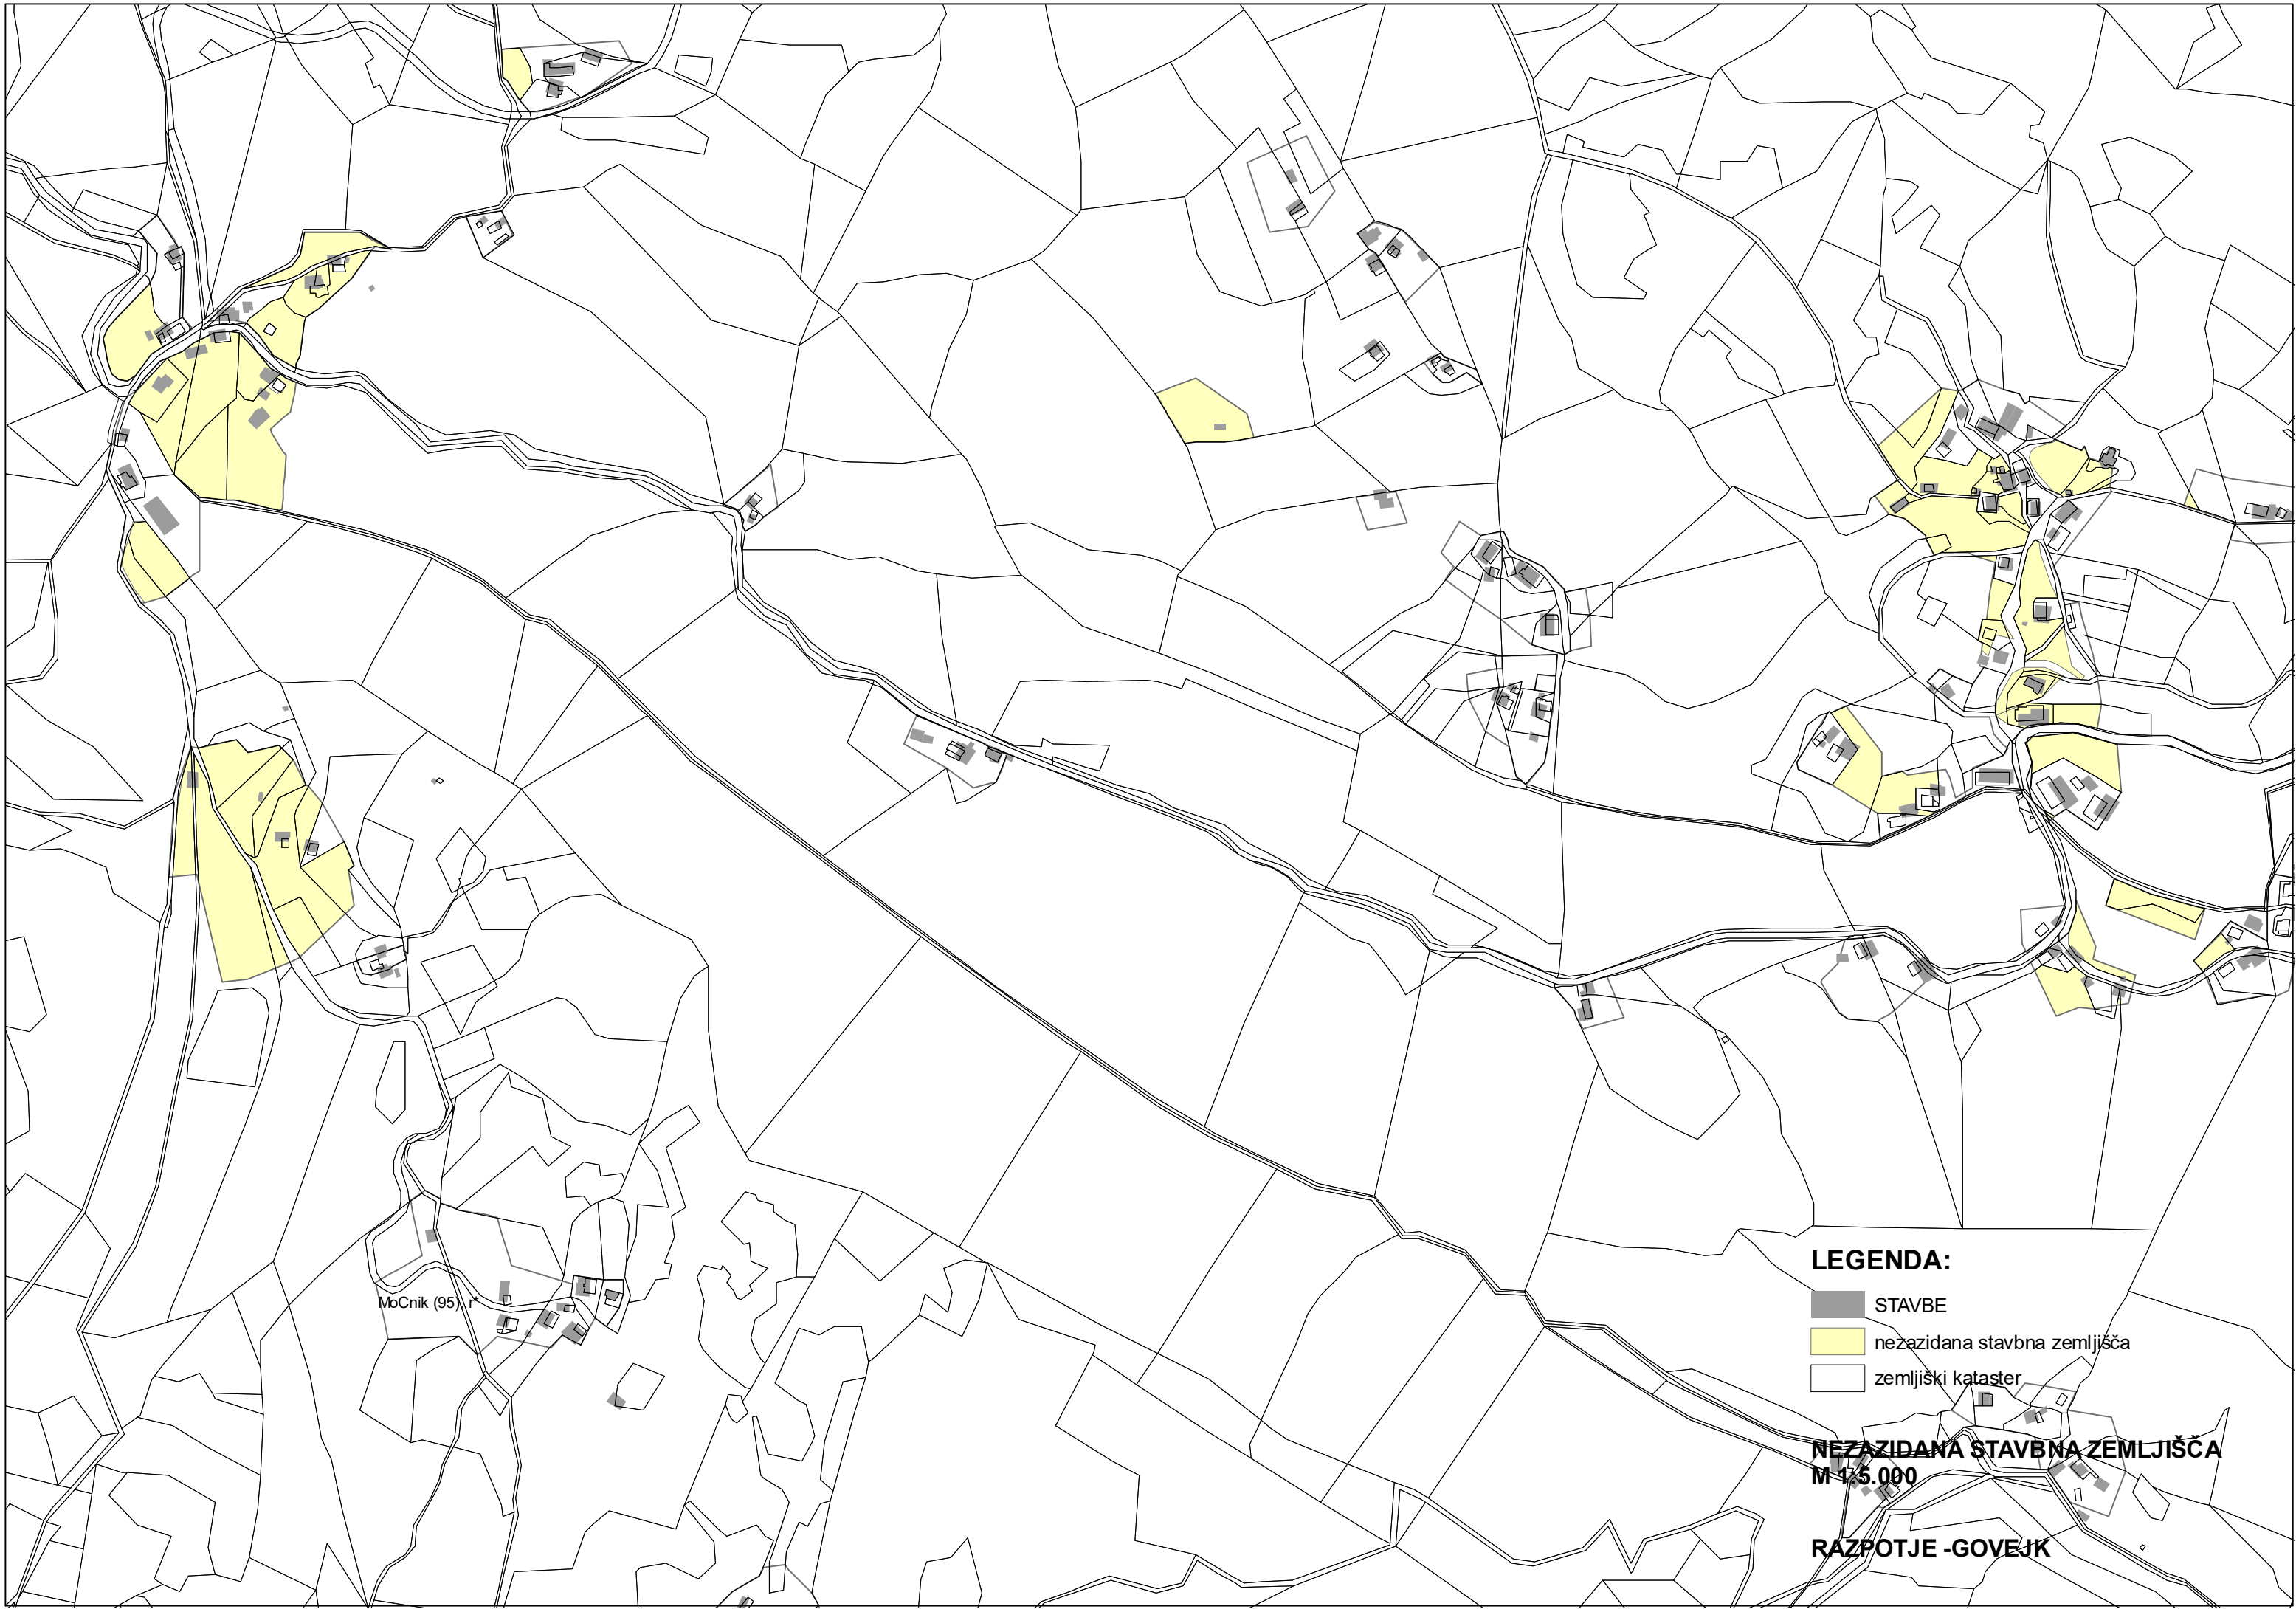 MoCnik (95), r*
LEGENDA:
STAVBE
nezazidana stavbna zemljišča
zemljiški kataster
NEZAZIDANA STAVBNA ZEMLJIŠČA
M 1:5.000
RAZPOTJE -GOVEJK